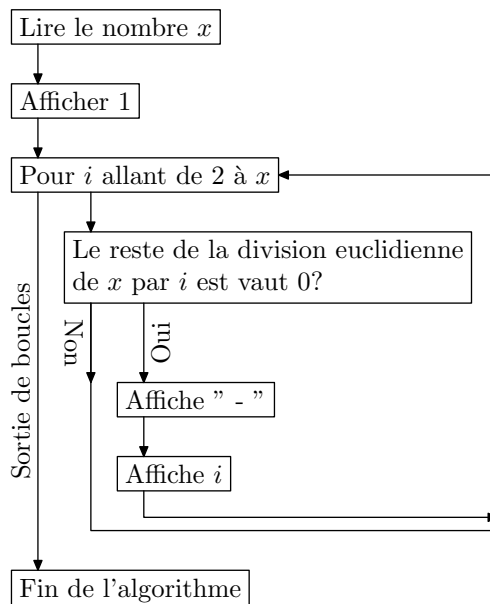 Lire le nombre x
Afficher 1
Pour i allant de 2 à x
Le reste de la division euclidienne
de x par i est vaut 0?
Non
Oui
Sortie de boucles
Affiche " - "
Affiche i
Fin de l'algorithme